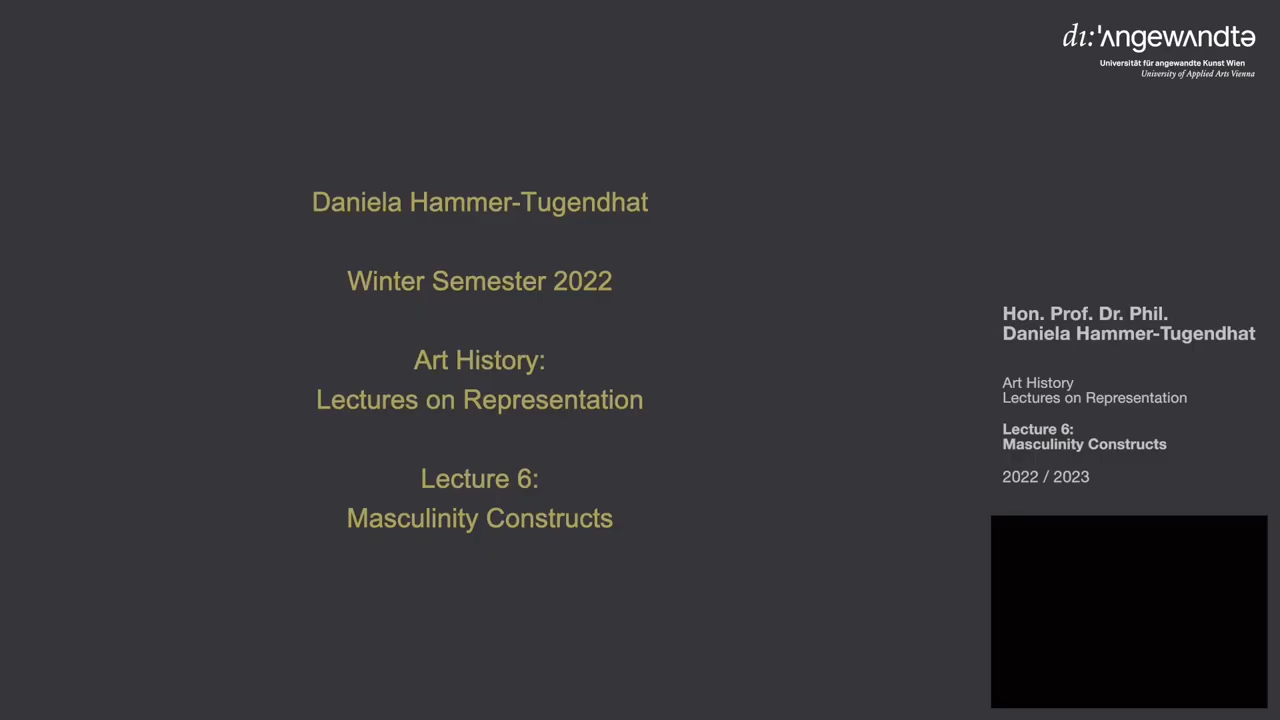 dı:'ʌngewʌndtə
Universität für angewandte Kunst Wien
University of Applied Arts Vienna
Daniela Hammer-Tugendhat
Winter Semester 2022
Art History:
Lectures on Representation
Lecture 6:
Masculinity Constructs
Hon. Prof. Dr. Phil.
Daniela Hammer-Tugendhat
Art History
Lectures on Representation
Lecture 6:
Masculinity Constructs
2022 / 2023